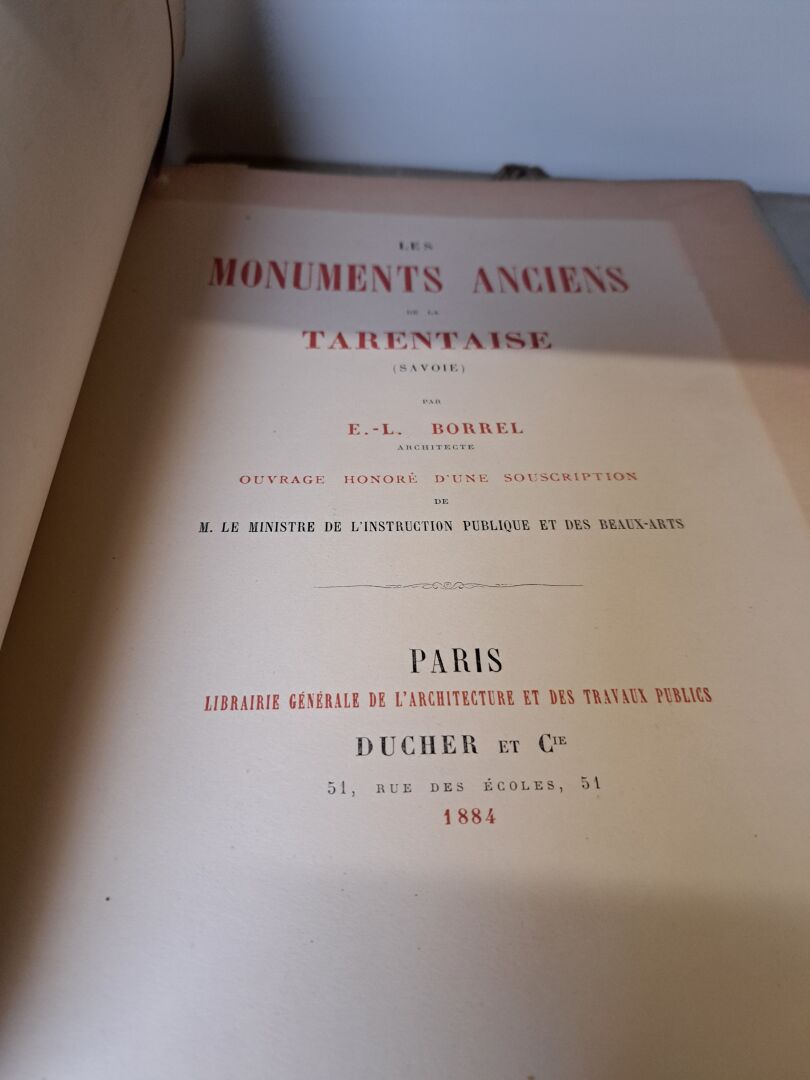 LES
MONUMENTS ANCIENS
DE LA
TARENTAISE
(SAVOIE)
PAR
E.-L. BORREL
ARCHITECTE
OUVRAGE HONORÉ D'UNE SOUSCRIPTION
DE
M. LE MINISTRE DE L'INSTRUCTION PUBLIQUE ET DES BEAUX-ARTS
PARIS
LIBRAIRIE GÉNÉRALE DE L'ARCHITECTURE ET DES TRAVAUX PUBLICS
DUCHER ET CIE
51, RUE DES ÉCOLES, 51
1884